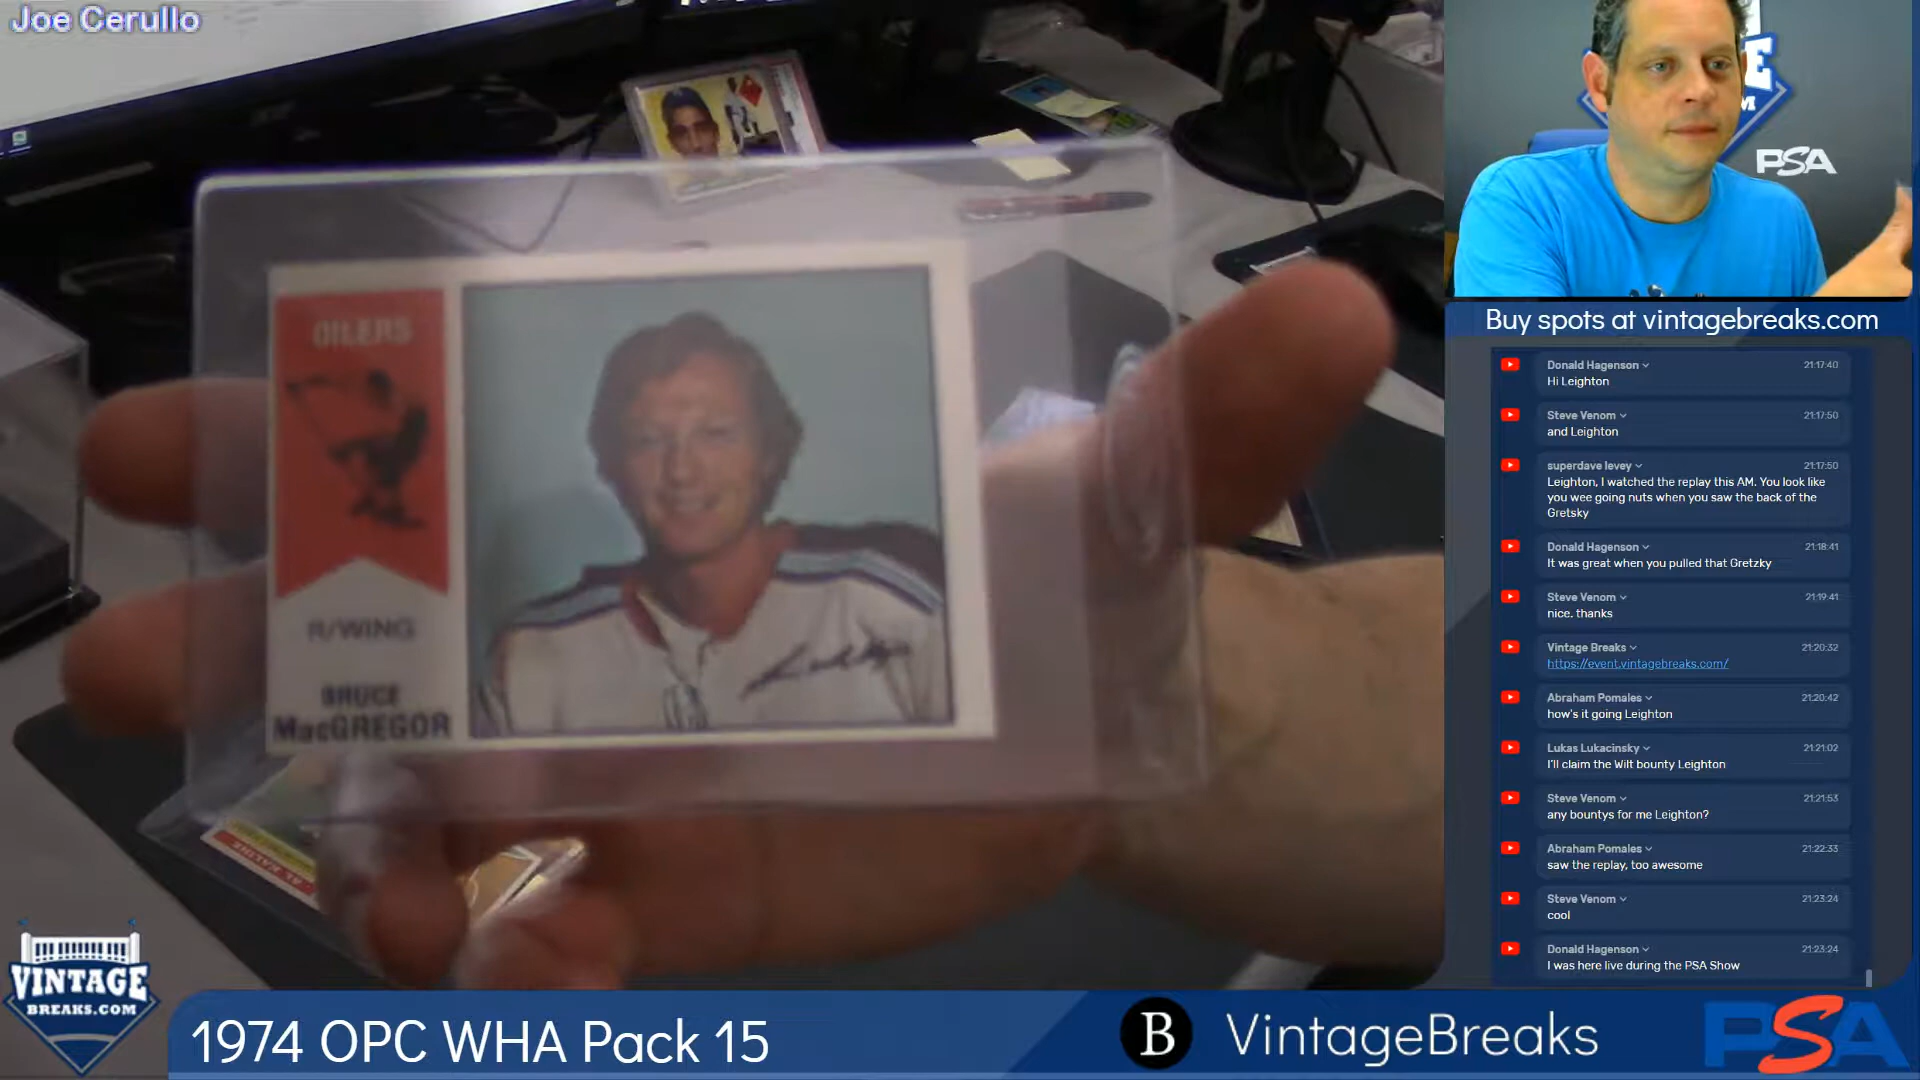 Joe Cerullo
OILERS
R/WING
BRUCE
MacGREGOR
AL KALINE
PSA
Buy spots at vintagebreaks.com
Donald Hagenson 21:17:40
Hi Leighton
Steve Venom 21:17:50
and Leighton
superdave levey 21:17:50
Leighton, I watched the replay this AM. You look like
you wee going nuts when you saw the back of the
Gretsky
Donald Hagenson 21:18:41
It was great when you pulled that Gretzky
Steve Venom 21:19:41
nice. thanks
Vintage Breaks 21:20:32
https://event.vintagebreaks.com/
Abraham Pomales 21:20:42
how's it going Leighton
Lukas Lukacinsky 21:21:02
I'll claim the Wilt bounty Leighton
Steve Venom 21:21:53
any bountys for me Leighton?
Abraham Pomales 21:22:33
saw the replay, too awesome
Steve Venom 21:23:24
cool
Donald Hagenson 21:23:24
I was here live during the PSA Show
VINTAGE
BREAKS.COM
1974 OPC WHA Pack 15
B VintageBreaks
PSA